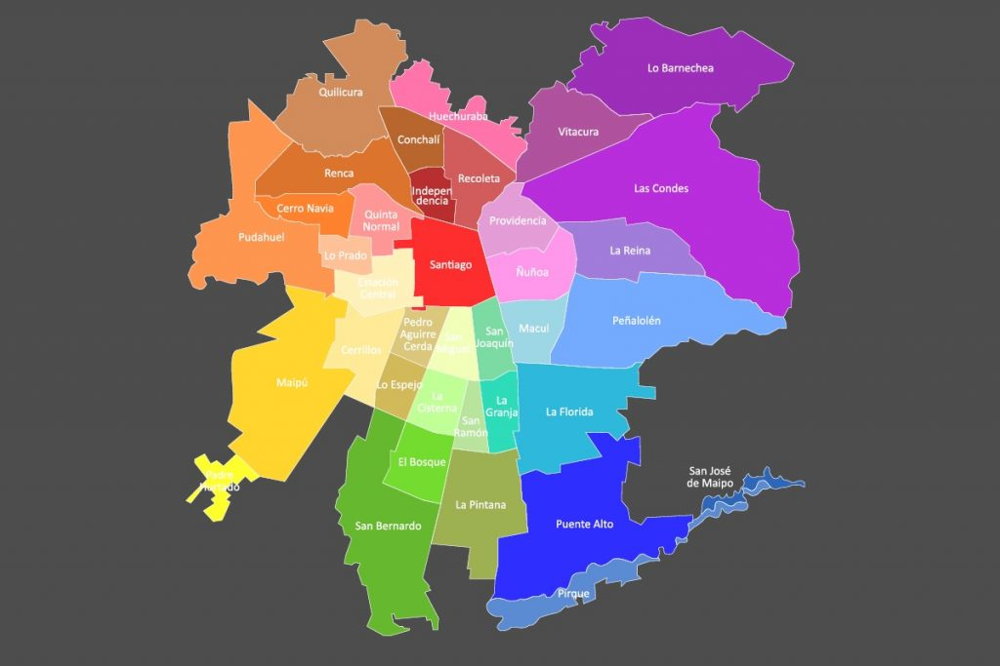 Lo Barnechea
Quilicura
Huechuraba
Vitacura
Conchalí
Renca
Recoleta
Las Condes
Indepen
dencia
Cerro Navia
Quinta
Normal
Providencia
Pudahuel
Lo Prado
Santiago
La Reina
Ñuñoa
Estación
Central
Peñalolén
Pedro
Aguirre
Cerda
San
Miguel
San
Joaquín
Macul
Cerrillos
Maipú
Lo Espejo
La
Cisterna
La
Granja
La Florida
San
Ramón
El Bosque
Padre
Hurtado
San José
de Maipo
La Pintana
San Bernardo
Puente Alto
Pirque